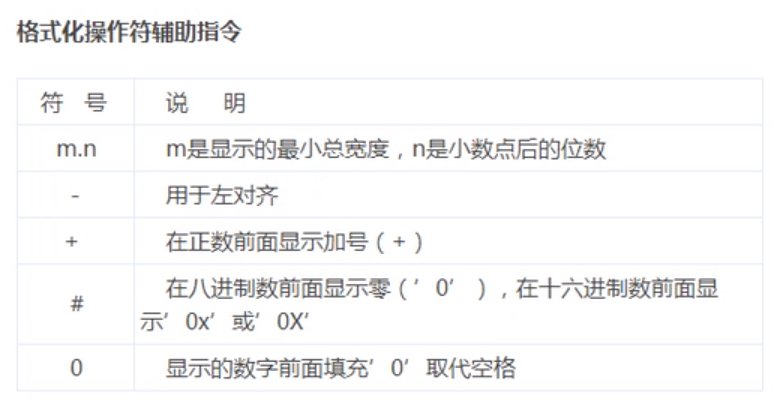 格式化操作符辅助指令
符 号 说 明
m.n m是显示的最小总宽度，n是小数点后的位数
- 用于左对齐
+ 在正数前面显示加号（+）
# 在八进制数前面显示零（′0′），在十六进制数前面显
示′0x′或′0X′
0 显示的数字前面填充′0′取代空格